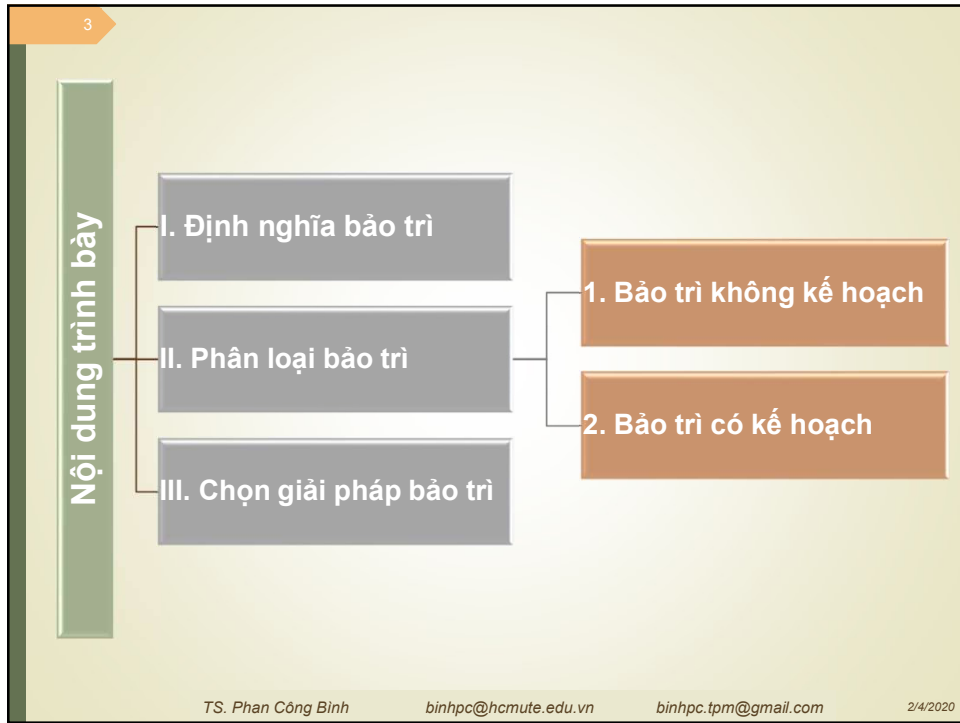 3
Nội dung trình bày
I. Định nghĩa bảo trì
II. Phân loại bảo trì
III. Chọn giải pháp bảo trì
1. Bảo trì không kế hoạch
2. Bảo trì có kế hoạch
TS. Phan Công Bình binhpc@hcmute.edu.vn binhpc.tpm@gmail.com 2/4/2020